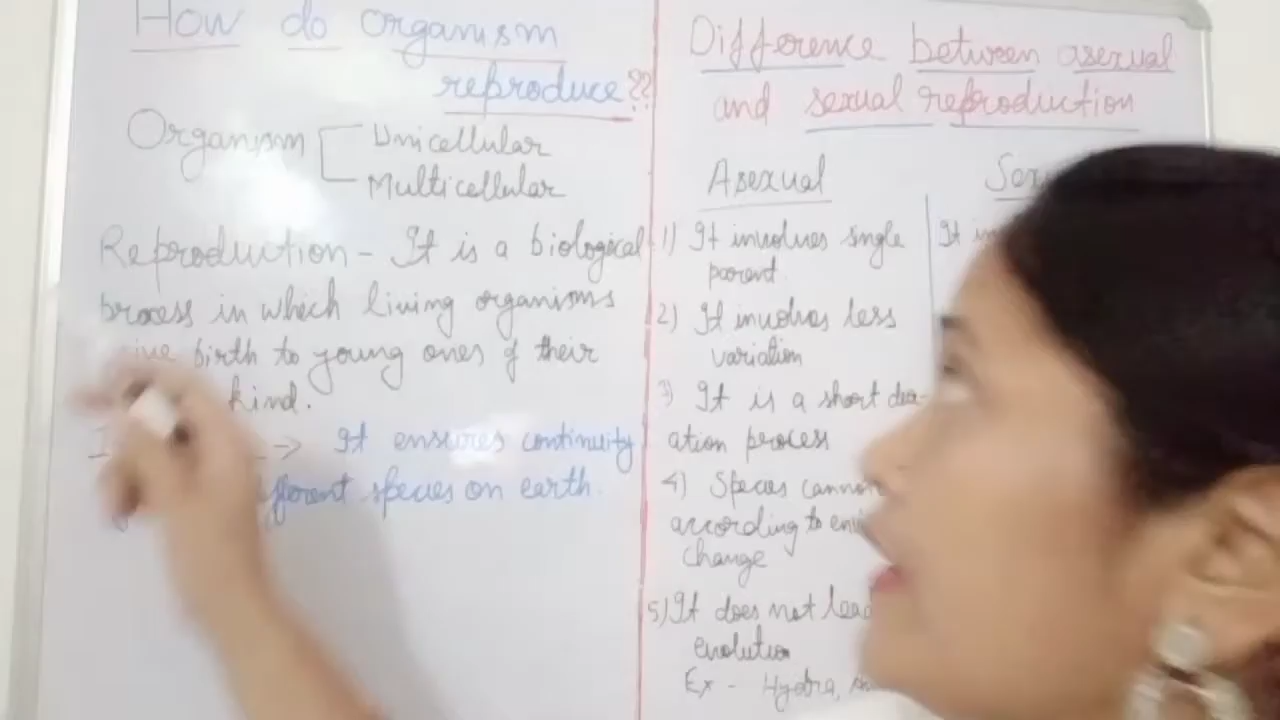 How do organism
reproduce??
Organism
Unicellular
Multicellular
Reproduction - It is a biological
process in which living organisms
give birth to young ones of their
kind.
→ It ensures continuity
species on earth.
Difference between asexual
and sexual reproduction
Asexual
1) It involves single
parent.
2) It involves less
variation
3) It is a short dur-
ation process
4) Species cannot
according to
change
5) It does not lead
evolution
Ex - Hydra,
It